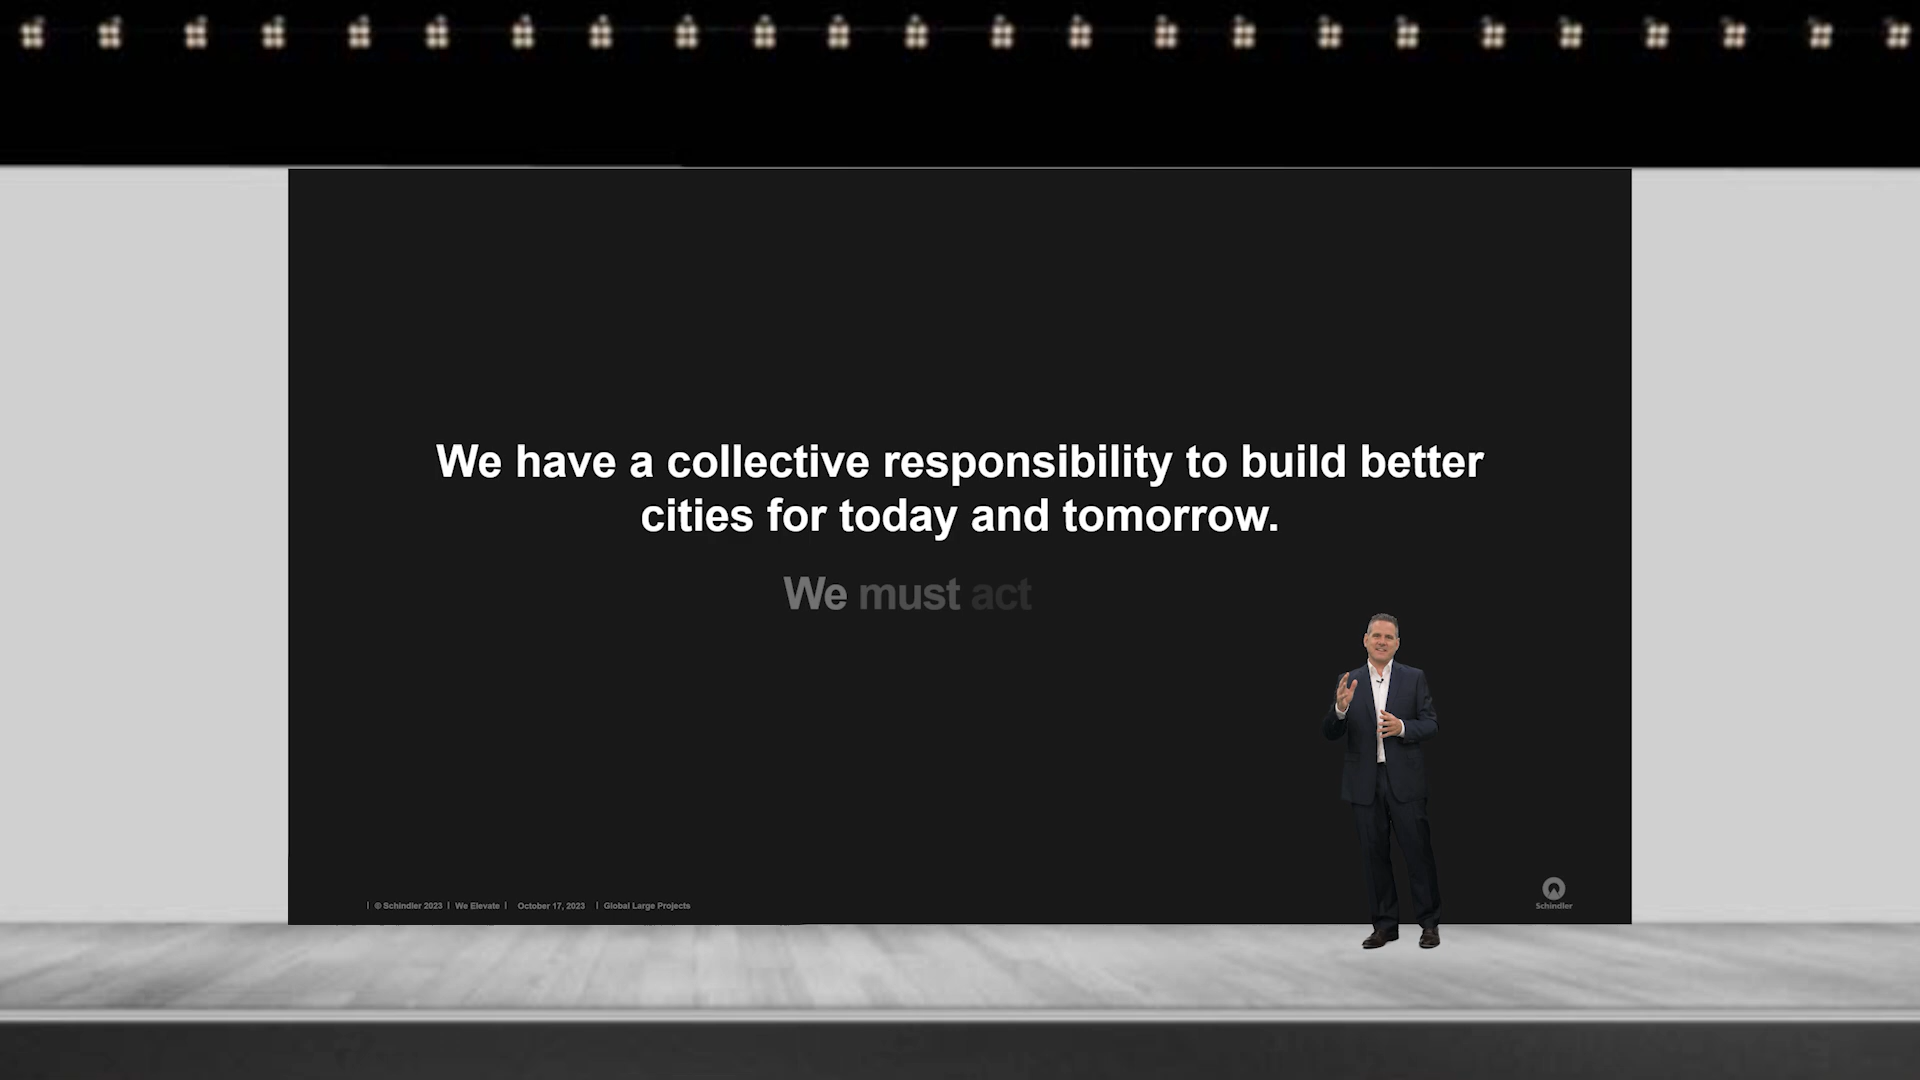 We have a collective responsibility to build better
cities for today and tomorrow.
We must act
| © Schindler 2023 | We Elevate | October 17, 2023 | Global Large Projects
Schindler